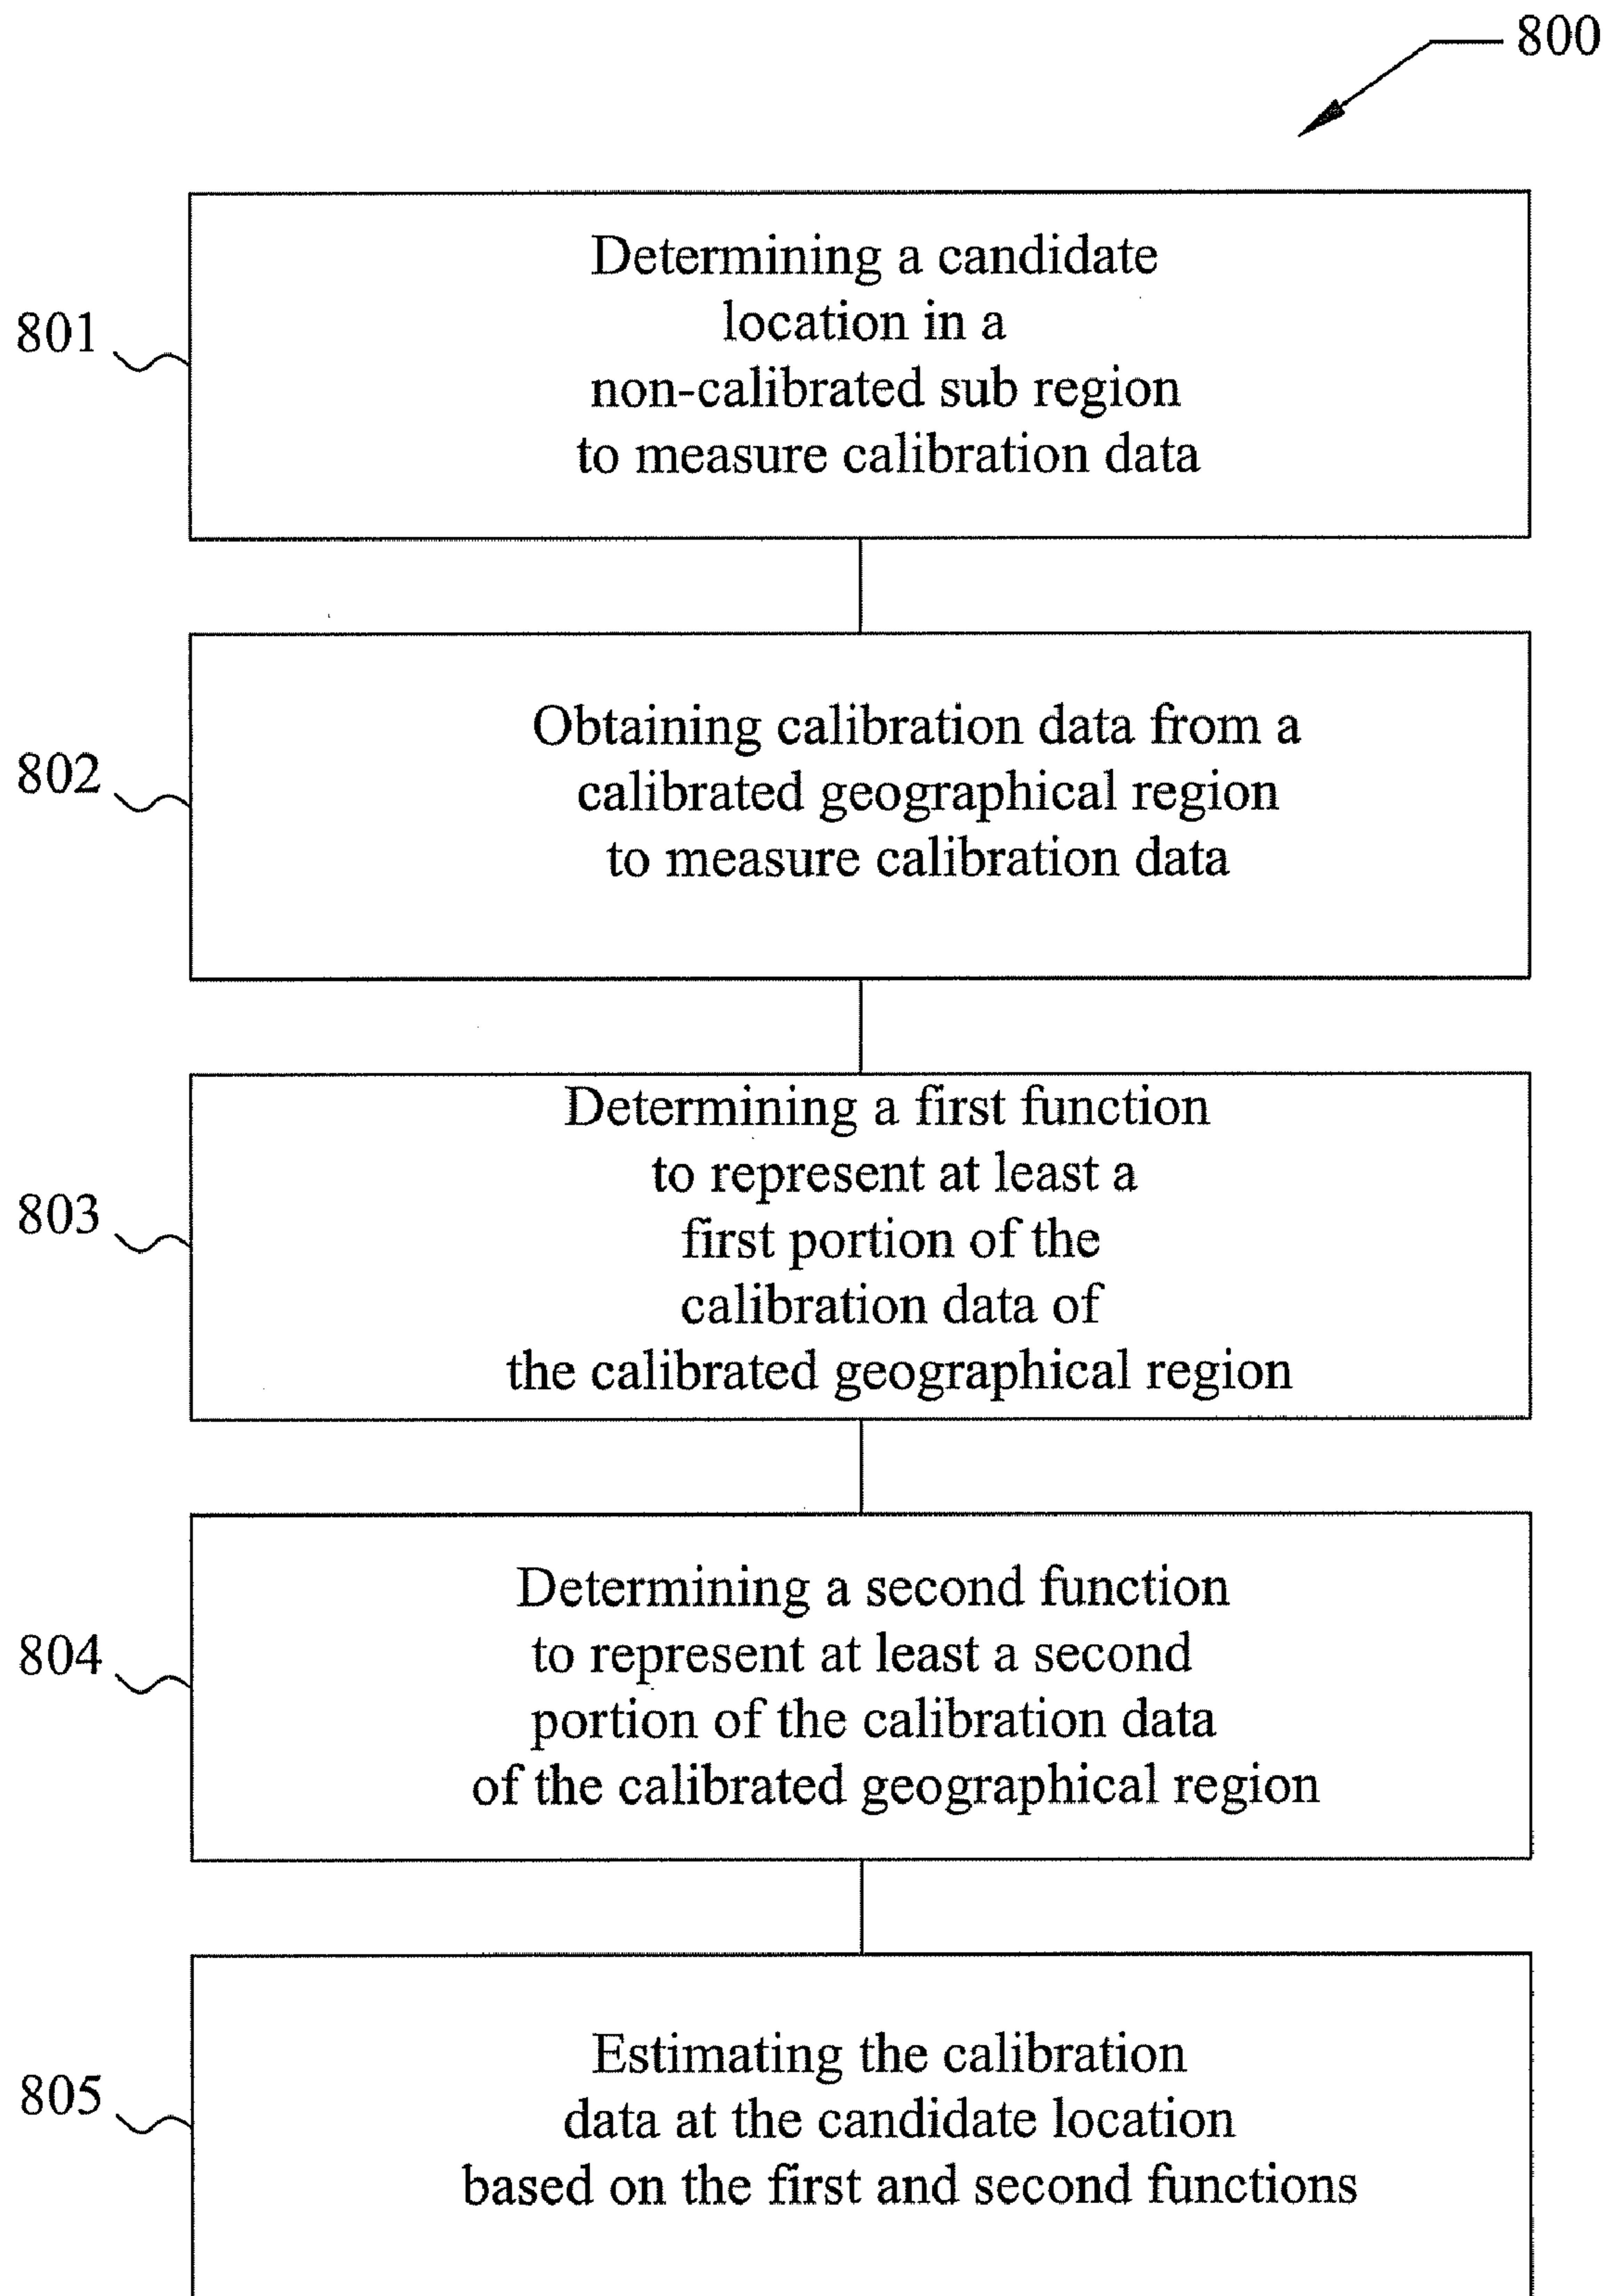 800
801
Determining a candidate
location in a
non-calibrated sub region
to measure calibration data
802
Obtaining calibration data from a
calibrated geographical region
to measure calibration data
803
Determining a first function
to represent at least a
first portion of the
calibration data of
the calibrated geographical region
804
Determining a second function
to represent at least a second
portion of the calibration data
of the calibrated geographical region
805
Estimating the calibration
data at the candidate location
based on the first and second functions